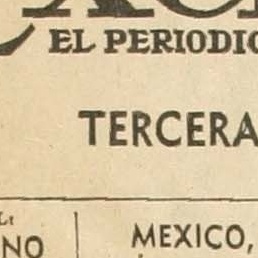 EL PERIODIC
TERCERA
NO
MEXICO,